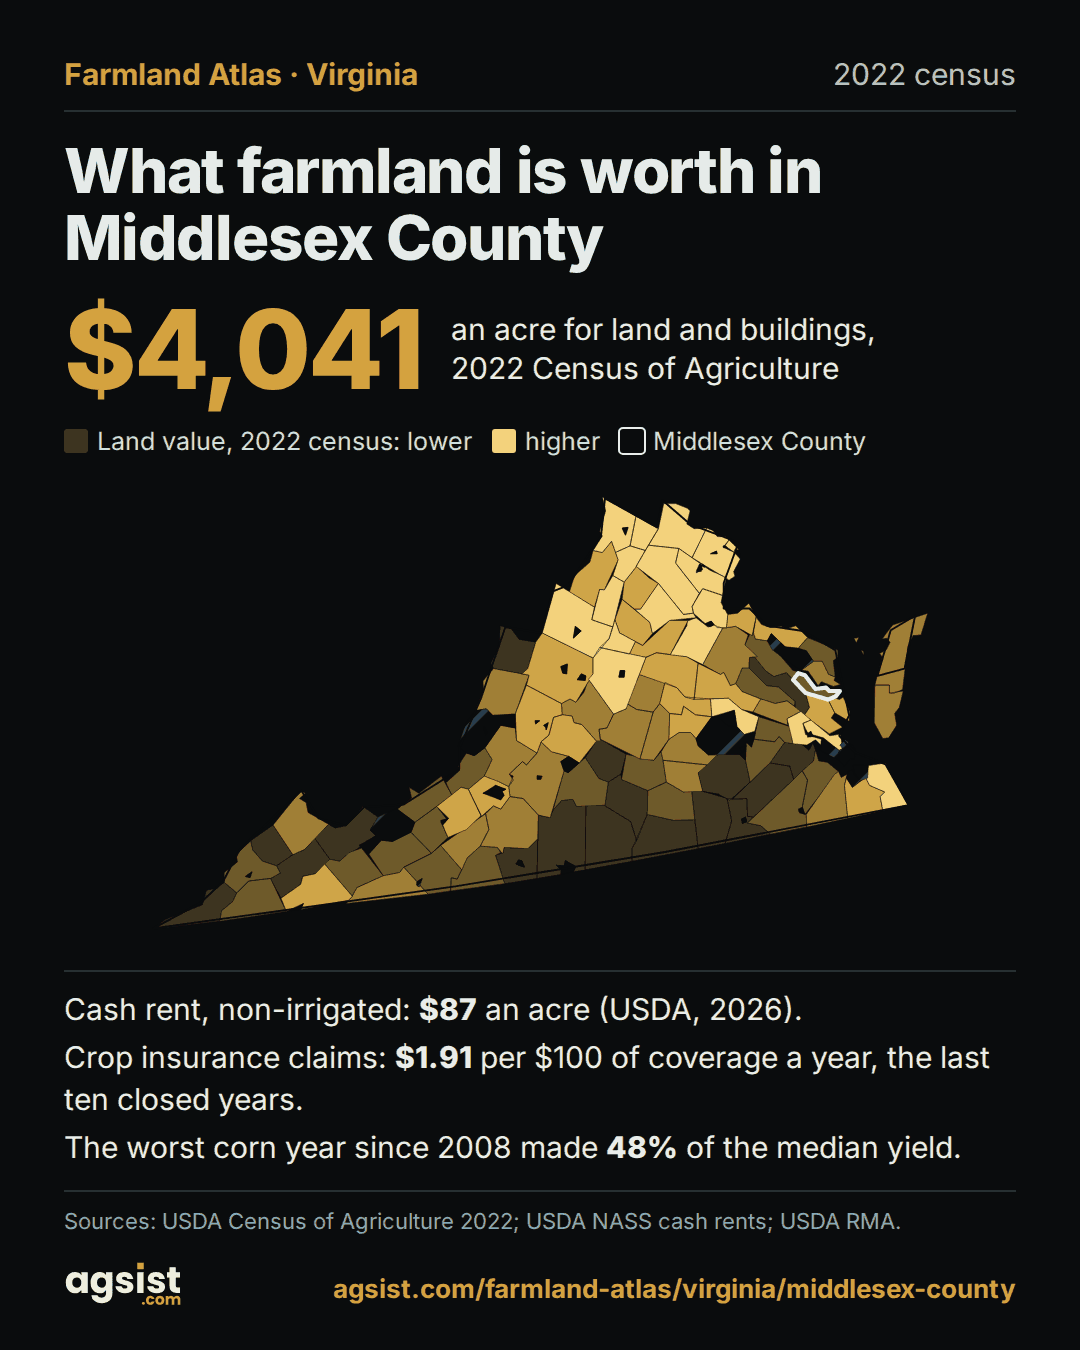 Farmland Atlas · Virginia
2022 census
What farmland is worth in
Middlesex County
$4,041
an acre for land and buildings,
2022 Census of Agriculture
Land value, 2022 census: lower
higher
Middlesex County
Cash rent, non-irrigated: $87 an acre (USDA, 2026).
Crop insurance claims: $1.91 per $100 of coverage a year, the last
ten closed years.
The worst corn year since 2008 made 48% of the median yield.
Sources: USDA Census of Agriculture 2022; USDA NASS cash rents; USDA RMA.
agsist
.com
agsist.com/farmland-atlas/virginia/middlesex-county